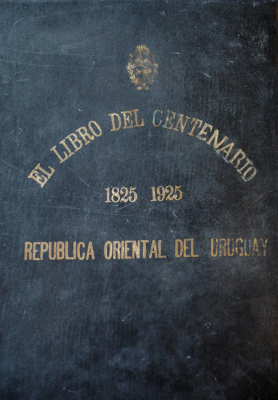 EL LIBRO DEL CENTENARIO
1825 1925
REPUBLICA ORIENTAL DEL URUGUAY